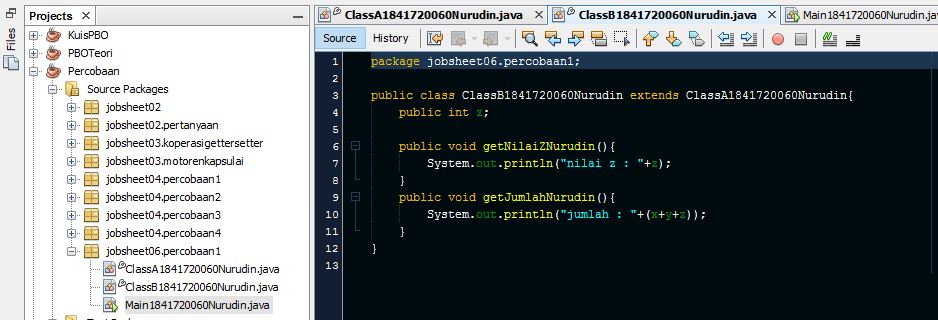 Files
Projects
KuisPBO
PBOTeori
Percobaan
Source Packages
jobsheet02
jobsheet02.pertanyaan
jobsheet03.koperasigettersetter
jobsheet03.motorenkapsulai
jobsheet04.percobaan1
jobsheet04.percobaan2
jobsheet04.percobaan3
jobsheet04.percobaan4
jobsheet06.percobaan1
ClassA1841720060Nurudin.java
ClassB1841720060Nurudin.java
Main1841720060Nurudin.java
ClassA1841720060Nurudin.java
ClassB1841720060Nurudin.java
Main1841720060Nurudin.java
Source History
1 package jobsheet06.percobaan1;
2
3 public class ClassB1841720060Nurudin extends ClassA1841720060Nurudin{
4 public int z;
5
6 public void getNilaiZNurudin(){
7 System.out.println("nilai z : "+z);
8 }
9 public void getJumlahNurudin(){
10 System.out.println("jumlah : "+(x+y+z));
11 }
12 }
13